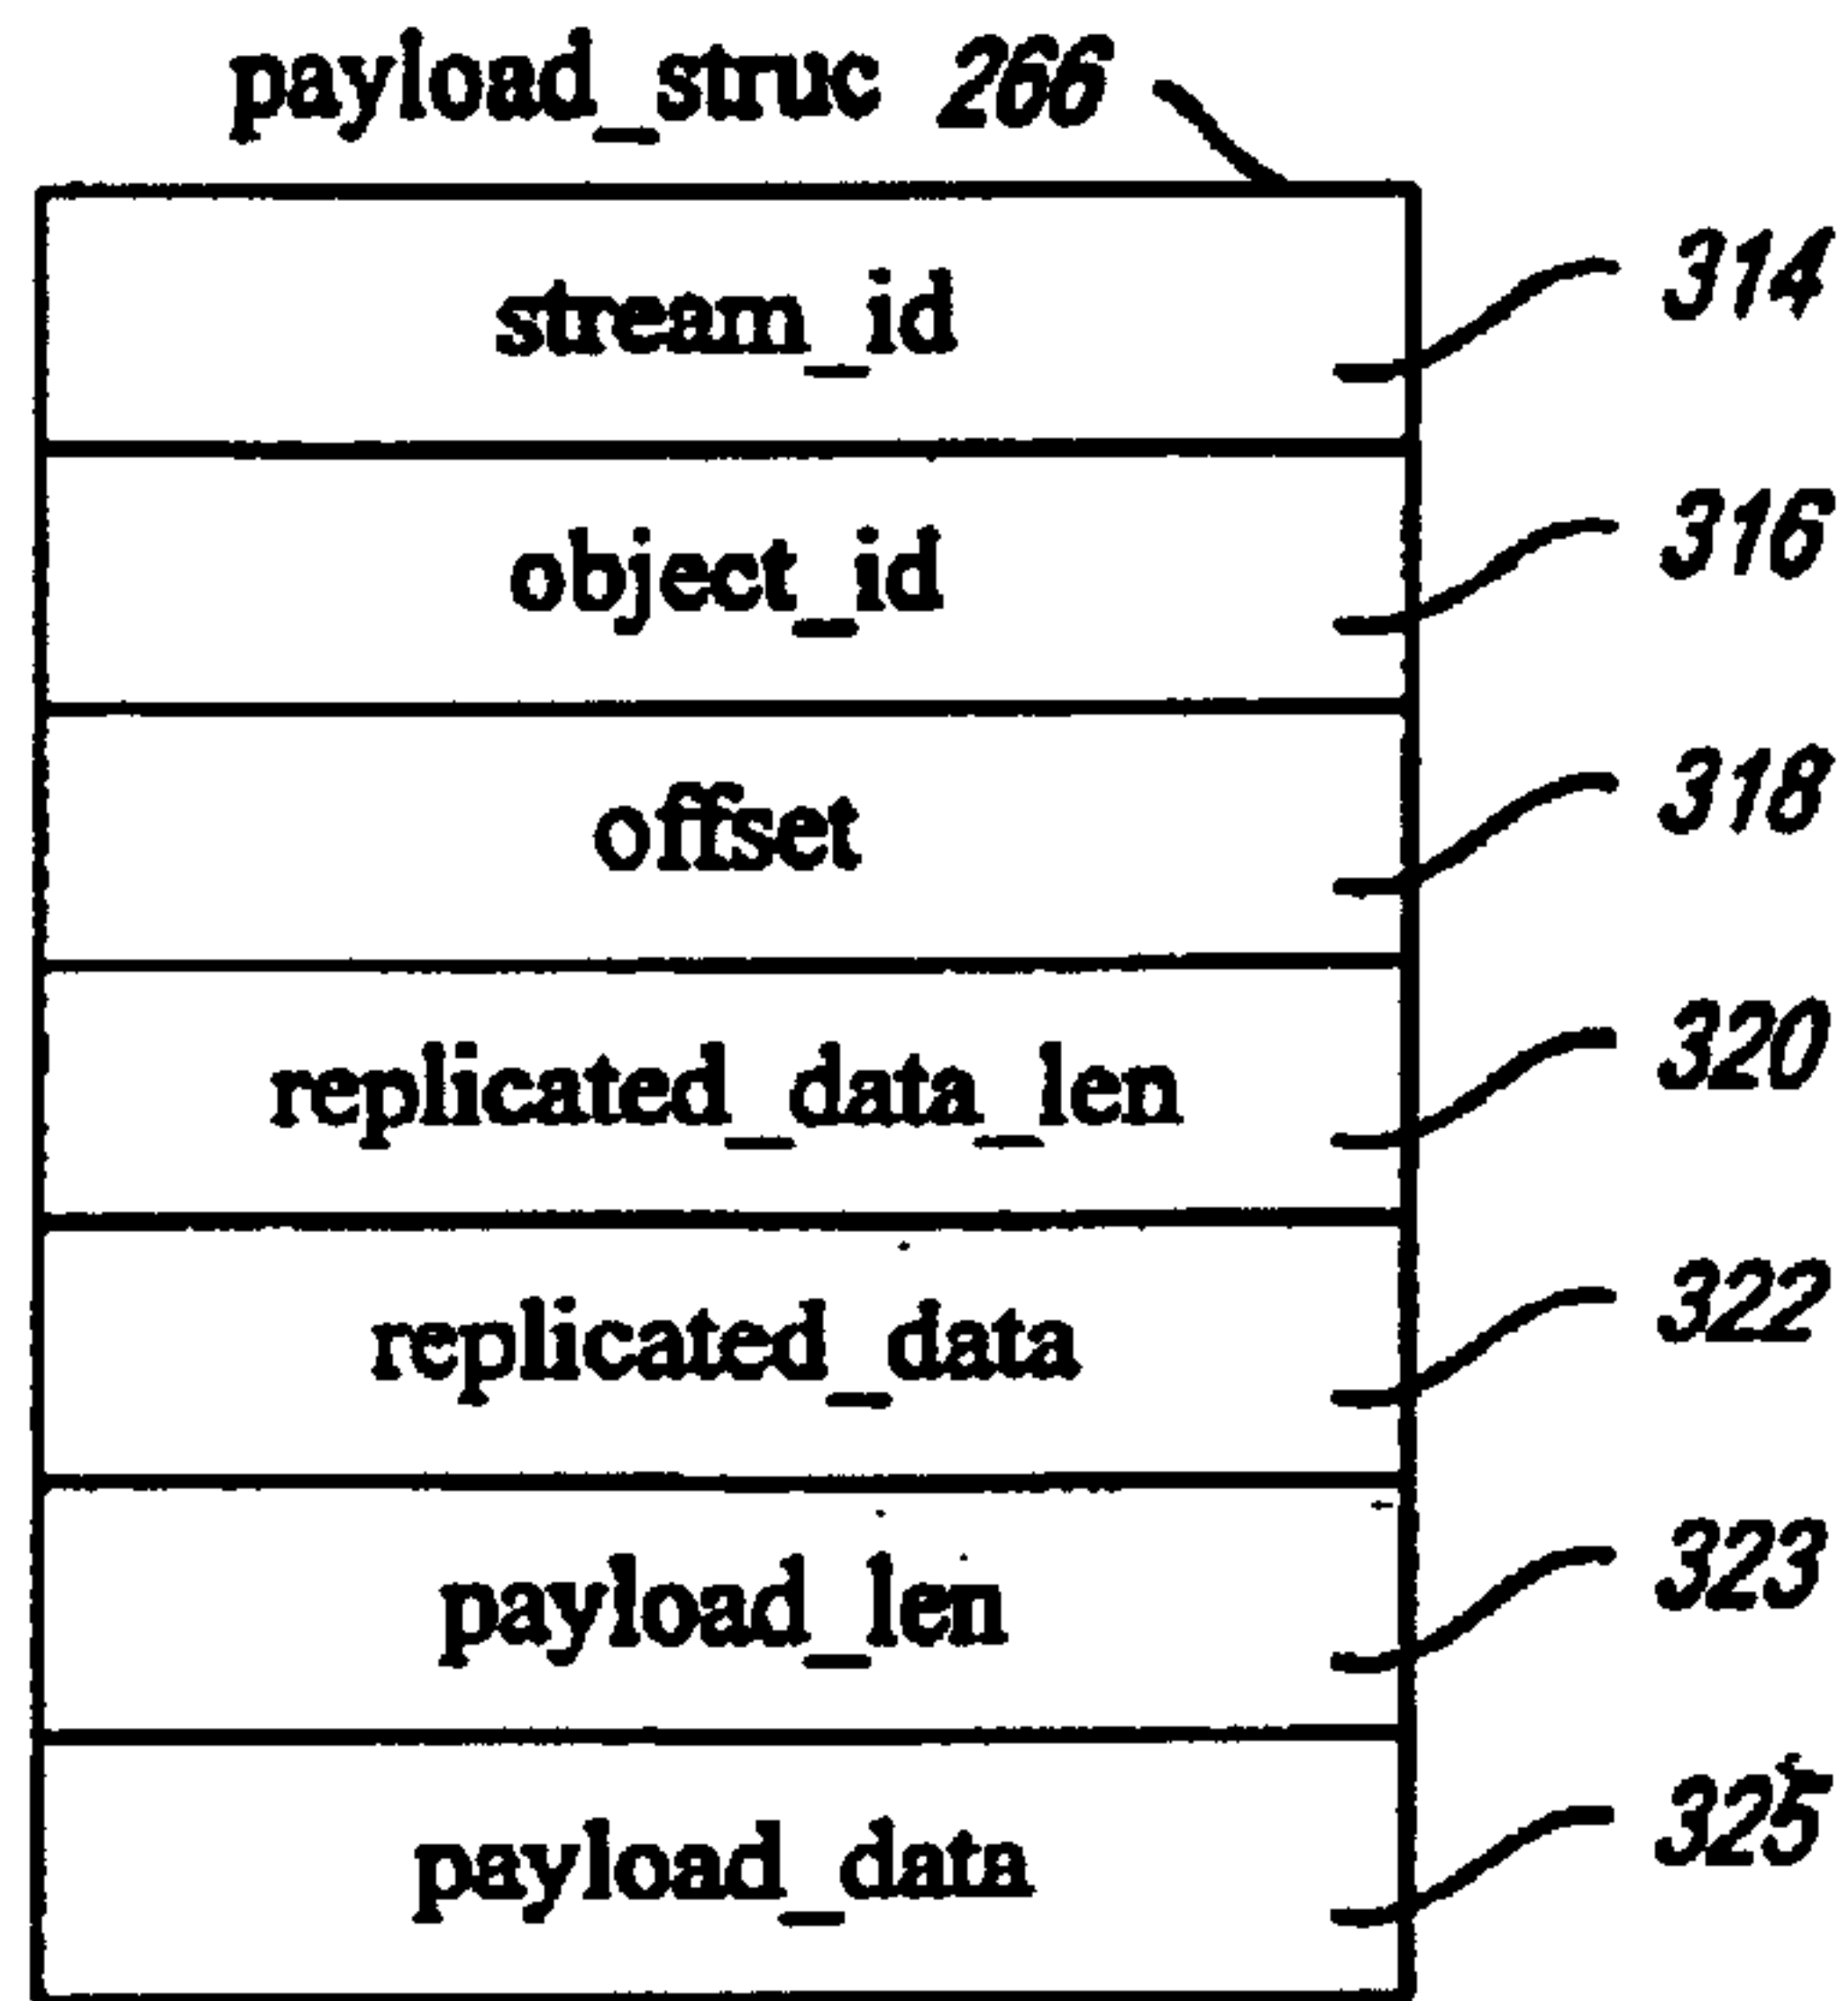 payload_struc 266
stream_id 314
object_id 316
offset 318
replicated_data_len 320
replicated_data 322
payload_len 323
payload_data 325